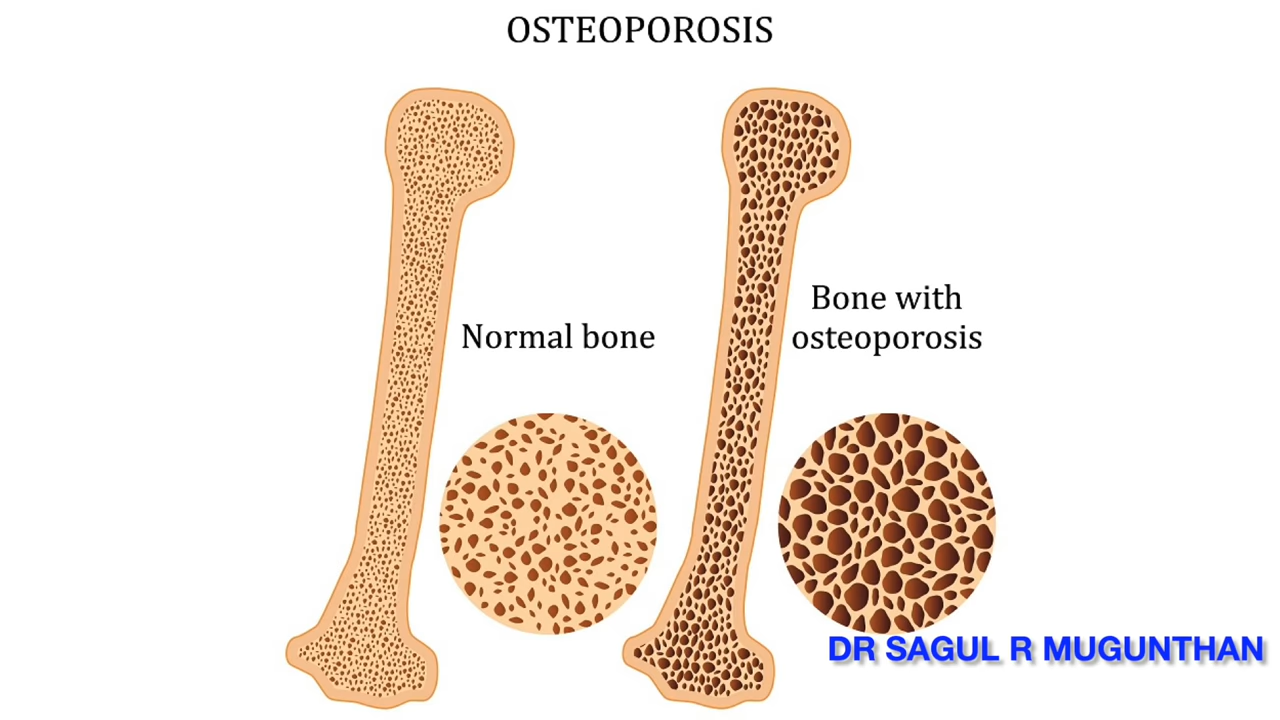 OSTEOPOROSIS
Normal bone
Bone with
osteoporosis
DR SAGUL R MUGUNTHAN